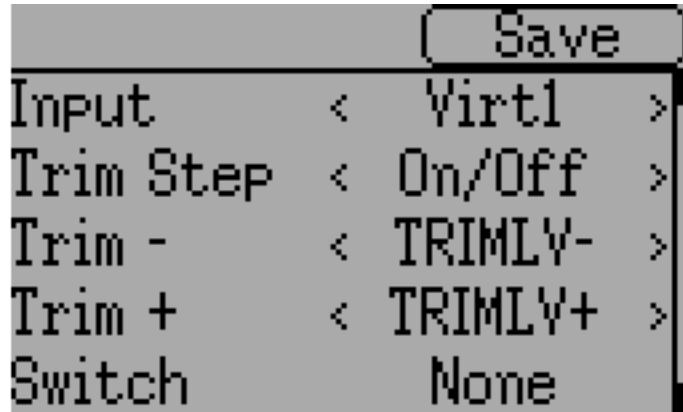 Save
Input < Virt1 >
Trim Step < On/Off >
Trim - < TRIMLV- >
Trim + < TRIMLV+ >
Switch None